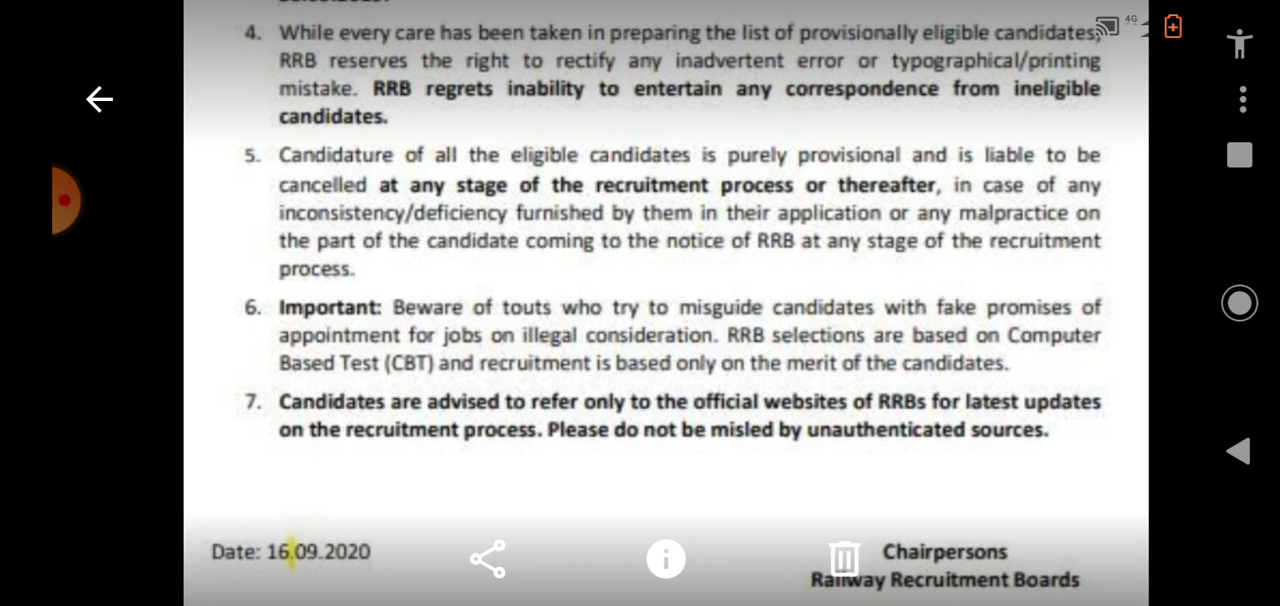 4G
4. While every care has been taken in preparing the list of provisionally eligible candidates,
RRB reserves the right to rectify any inadvertent error or typographical/printing
mistake. RRB regrets inability to entertain any correspondence from ineligible
candidates.
5. Candidature of all the eligible candidates is purely provisional and is liable to be
cancelled at any stage of the recruitment process or thereafter, in case of any
inconsistency/deficiency furnished by them in their application or any malpractice on
the part of the candidate coming to the notice of RRB at any stage of the recruitment
process.
6. Important: Beware of touts who try to misguide candidates with fake promises of
appointment for jobs on illegal consideration. RRB selections are based on Computer
Based Test (CBT) and recruitment is based only on the merit of the candidates.
7. Candidates are advised to refer only to the official websites of RRBs for latest updates
on the recruitment process. Please do not be misled by unauthenticated sources.
Date: 16.09.2020
Chairpersons
Railway Recruitment Boards